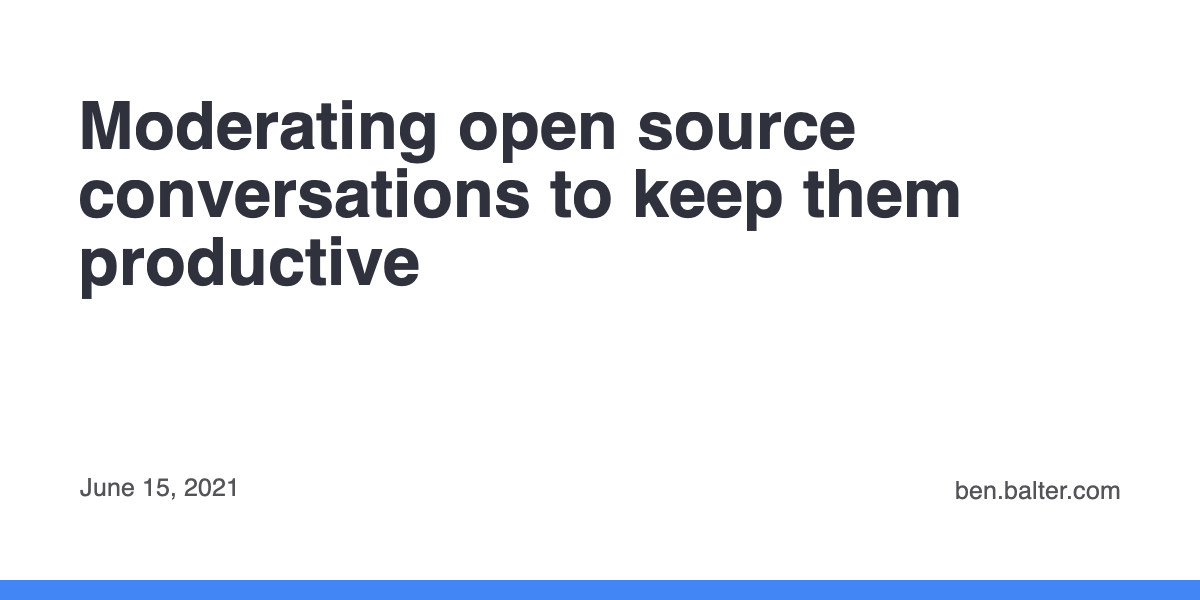 Moderating open source
conversations to keep them
productive
June 15, 2021
ben.balter.com